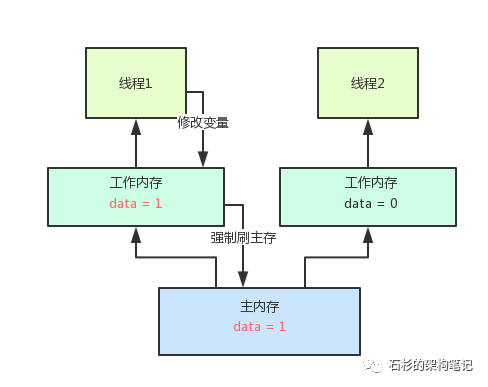 线程1
线程2
修改变量
工作内存
data = 1
工作内存
data = 0
强制刷主存
主内存
data = 1
石杉的架构笔记